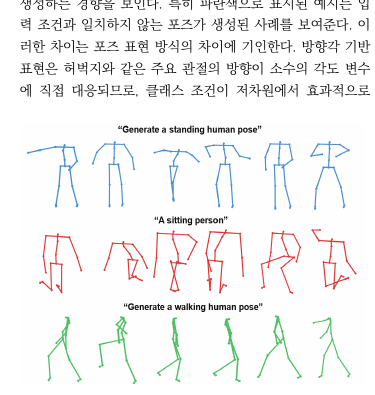 생성하는 경향을 보인다. 특히 파란색으로 표시된 예시는 입
력 조건과 일치하지 않는 포즈가 생성된 사례를 보여준다. 이
러한 차이는 포즈 표현 방식의 차이에 기인한다. 방향각 기반
표현은 허벅지와 같은 주요 관절의 방향이 소수의 각도 변수
에 직접 대응되므로, 클래스 조건이 저차원에서 효과적으로
“Generate a standing human pose”
“A sitting person”
“Generate a walking human pose”